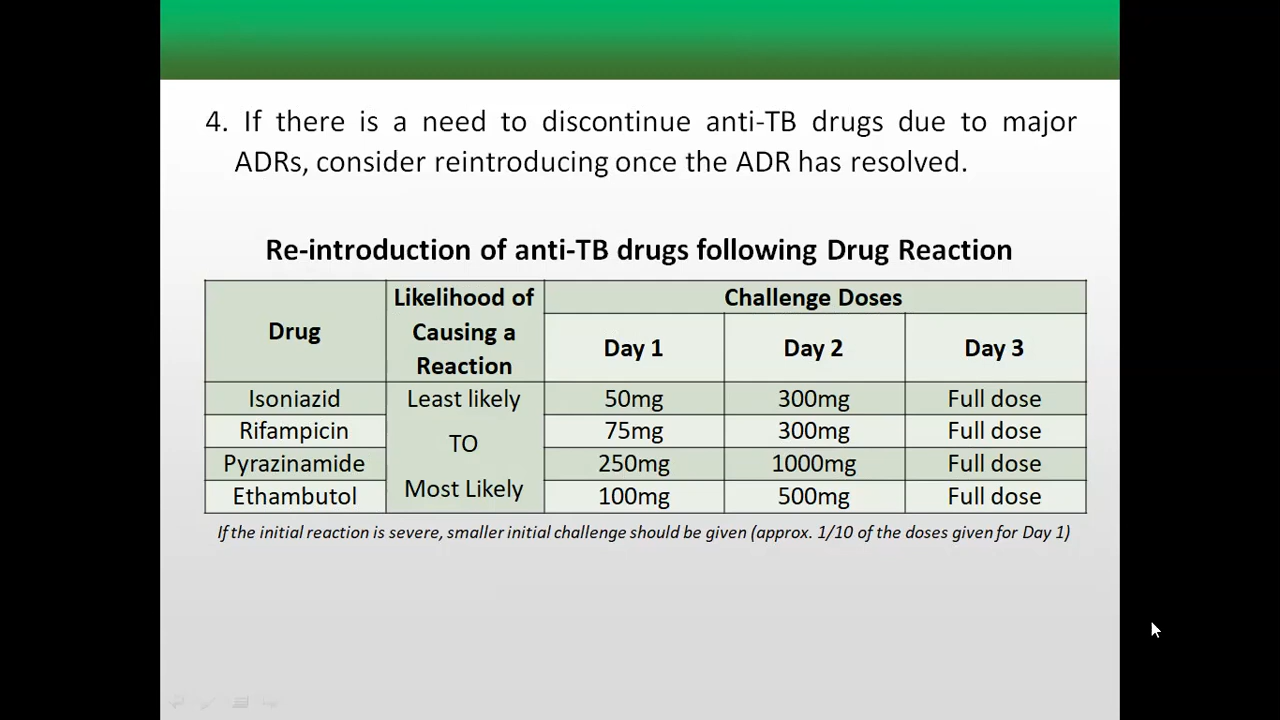 4. If there is a need to discontinue anti-TB drugs due to major
ADRs, consider reintroducing once the ADR has resolved.
Re-introduction of anti-TB drugs following Drug Reaction
Drug
Likelihood of
Causing a
Reaction
Challenge Doses
Day 1
Day 2
Day 3
Isoniazid
Least likely
50mg
300mg
Full dose
Rifampicin
TO
75mg
300mg
Full dose
Pyrazinamide
250mg
1000mg
Full dose
Ethambutol
Most Likely
100mg
500mg
Full dose
If the initial reaction is severe, smaller initial challenge should be given (approx. 1/10 of the doses given for Day 1)